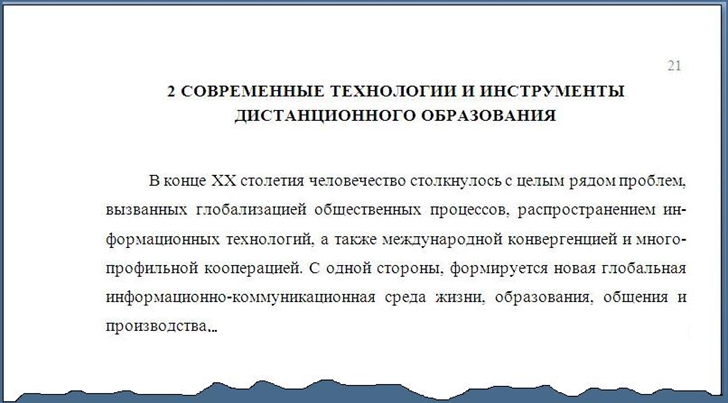 21
2 СОВРЕМЕННЫЕ ТЕХНОЛОГИИ И ИНСТРУМЕНТЫ
ДИСТАНЦИОННОГО ОБРАЗОВАНИЯ
В конце XX столетия человечество столкнулось с целым рядом проблем,
вызванных глобализацией общественных процессов, распространением ин-
формационных технологий, а также международной конвергенцией и много-
профильной кооперацией. С одной стороны, формируется новая глобальная
информационно-коммуникационная среда жизни, образования, общения и
производства...